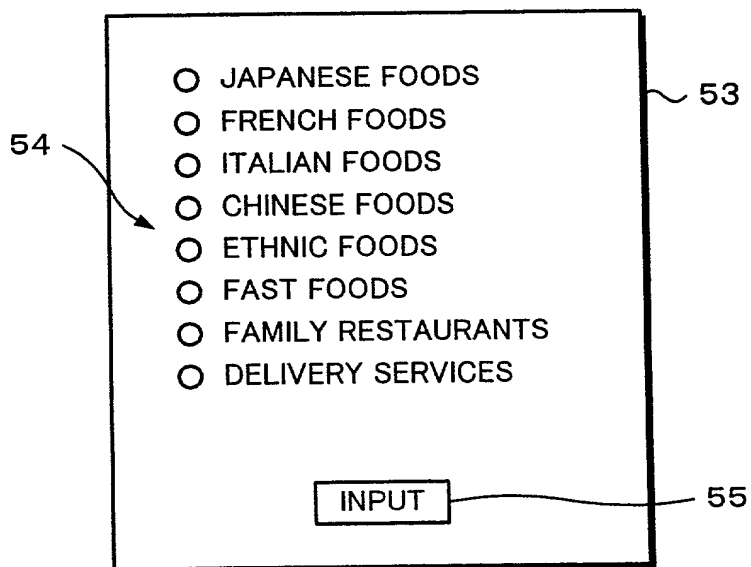 JAPANESE FOODS
53
FRENCH FOODS
54
ITALIAN FOODS
CHINESE FOODS
ETHNIC FOODS
FAST FOODS
FAMILY RESTAURANTS
DELIVERY SERVICES
INPUT
55